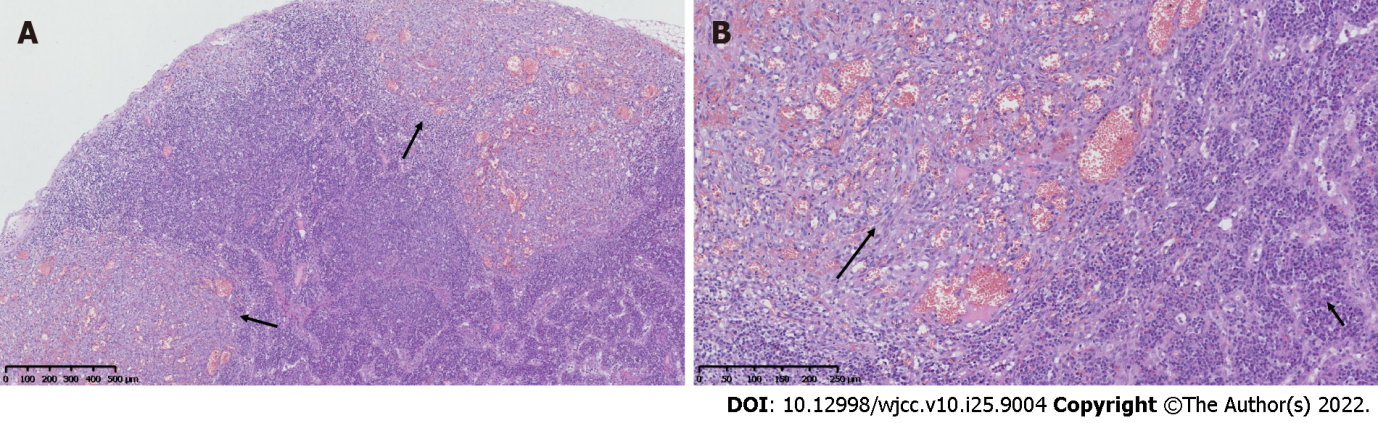 A
B
0 100 200 300 400 500 μm
0 50 100 150 200 250 μm
DOI: 10.12998/wjcc.v10.i25.9004 Copyright ©The Author(s) 2022.